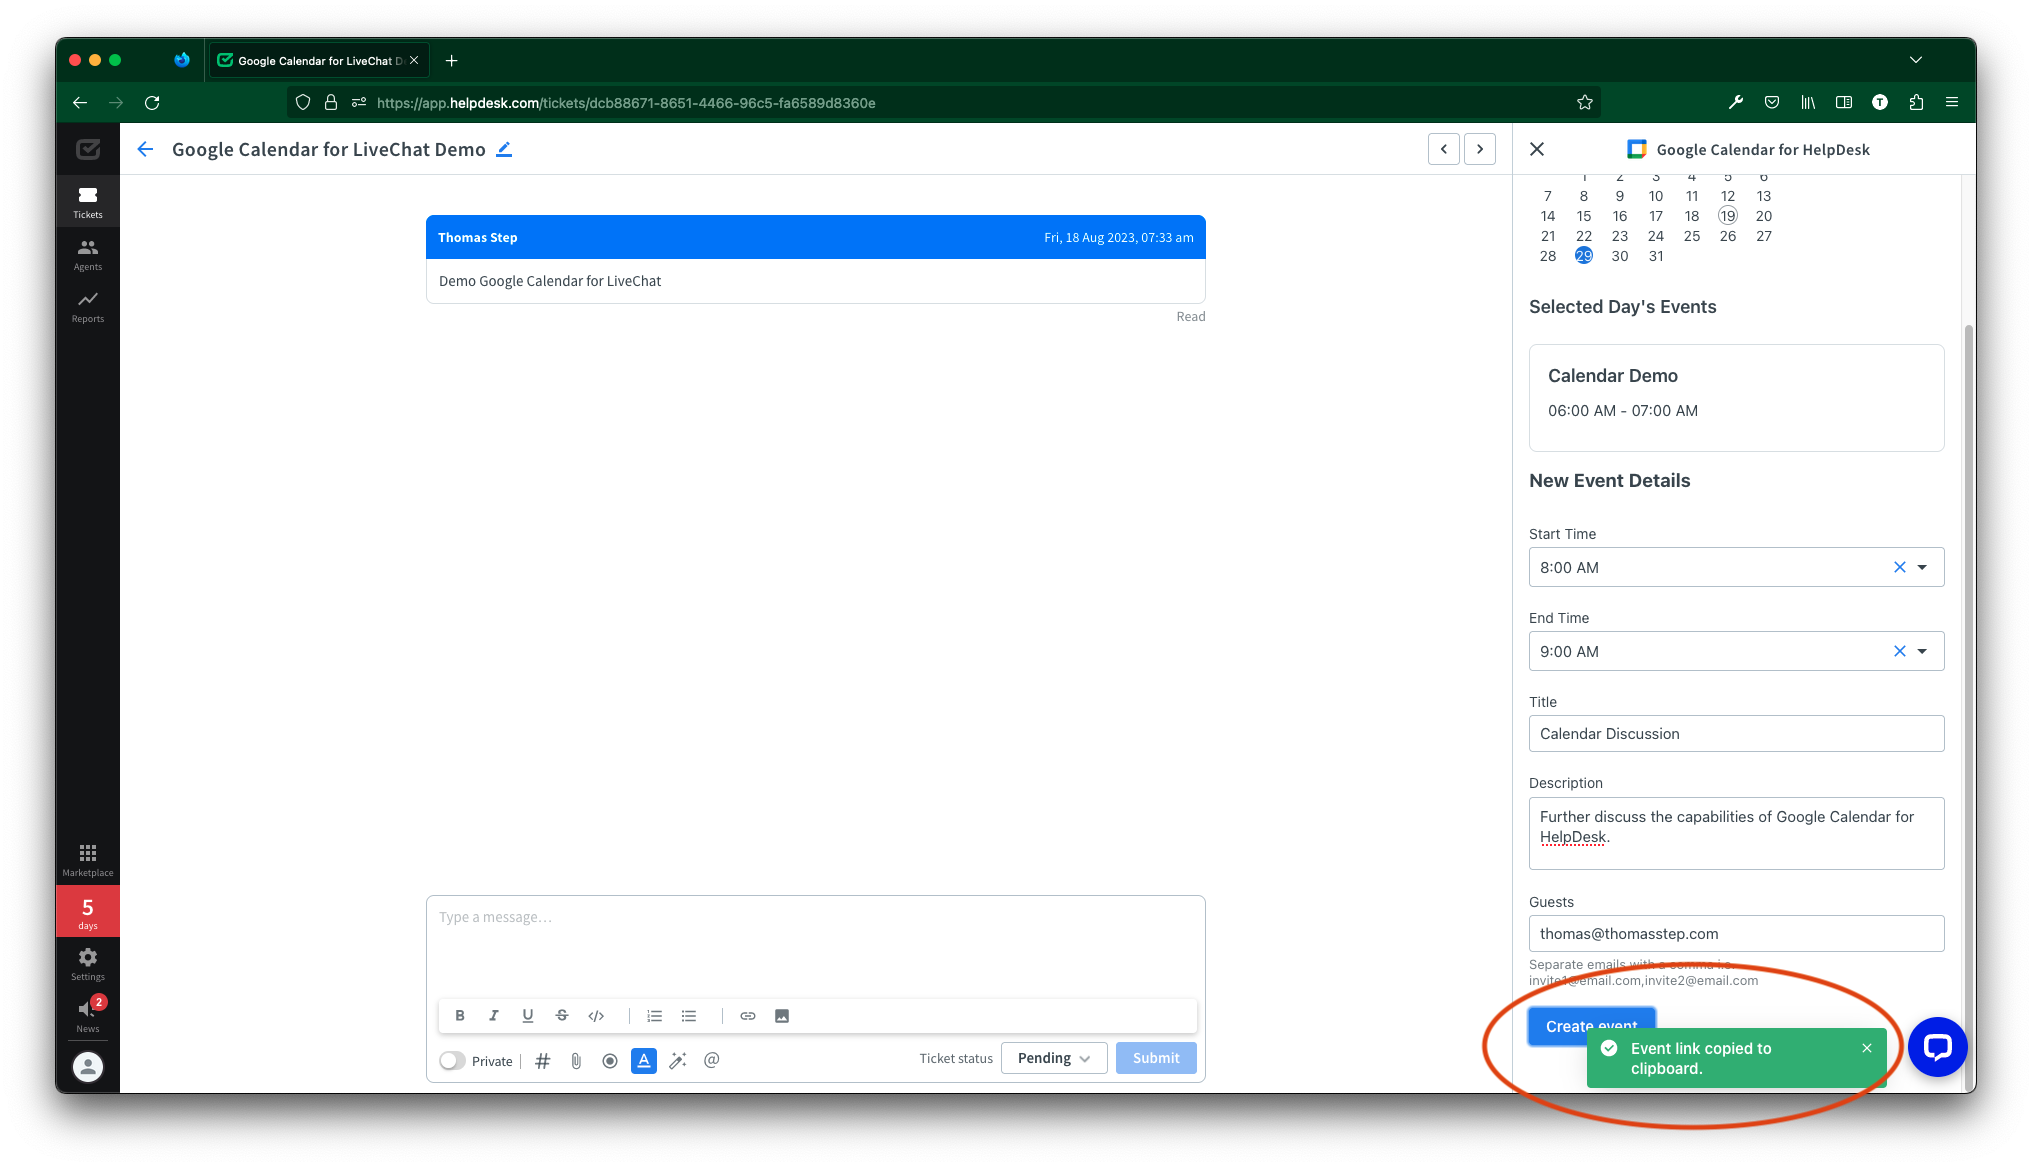 Google Calendar for LiveChat D
https://app.helpdesk.com/tickets/dcb88671-8651-4466-96c5-fa6589d8360e
T
Tickets
Agents
Reports
Marketplace
5
days
Settings
2
News
Google Calendar for LiveChat Demo
Thomas Step
Fri, 18 Aug 2023, 07:33 am
Demo Google Calendar for LiveChat
Read
Type a message…
B I U S </>
Private
# A @
Ticket status
Pending
Submit
Google Calendar for HelpDesk
1 2 3 4 5 6
7 8 9 10 11 12 13
14 15 16 17 18 19 20
21 22 23 24 25 26 27
28 29 30 31
Selected Day's Events
Calendar Demo
06:00 AM - 07:00 AM
New Event Details
Start Time
8:00 AM
End Time
9:00 AM
Title
Calendar Discussion
Description
Further discuss the capabilities of Google Calendar for
HelpDesk.
Guests
thomas@thomasstep.com
Separate emails with a comma i.e.
invite1@email.com,invite2@email.com
Create event
Event link copied to
clipboard.